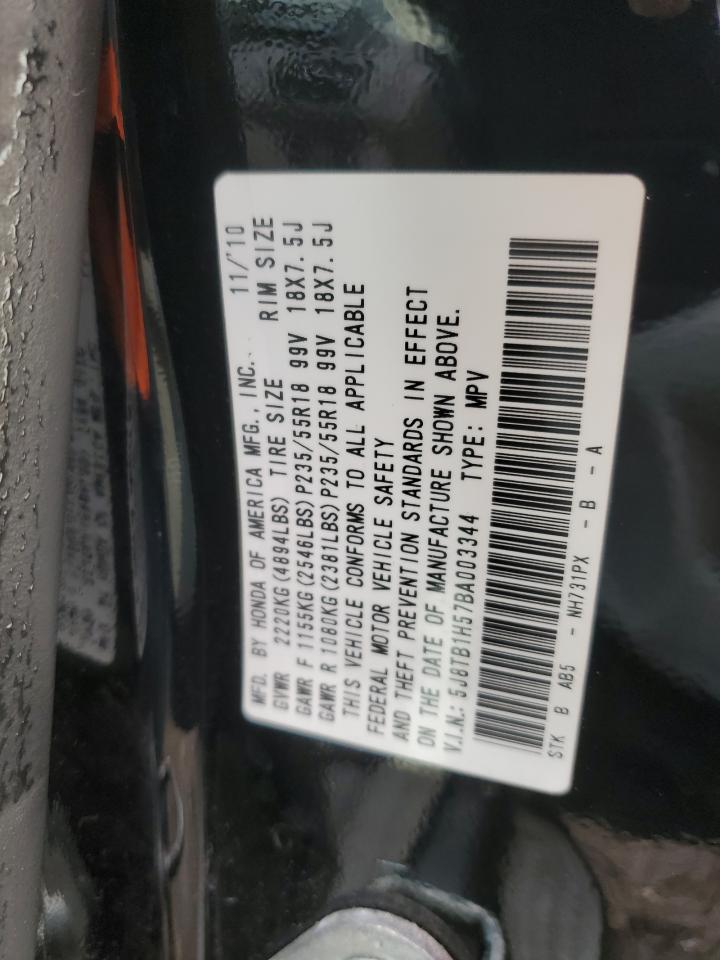 MFD. BY HONDA OF AMERICA MFG., INC. 11/'10
GVWR 2220KG(4894LBS) TIRE SIZE RIM SIZE
GAWR F 1155KG(2546LBS)P235/55R18 99V 18X7.5J
GAWR R 1080KG(2381LBS)P235/55R18 99V 18X7.5J
THIS VEHICLE CONFORMS TO ALL APPLICABLE
FEDERAL MOTOR VEHICLE SAFETY
AND THEFT PREVENTION STANDARDS IN EFFECT
ON THE DATE OF MANUFACTURE SHOWN ABOVE.
V.I.N.: 5J8TB1H57BA003344 TYPE: MPV
STK B AB5 - NH731PX - B - A